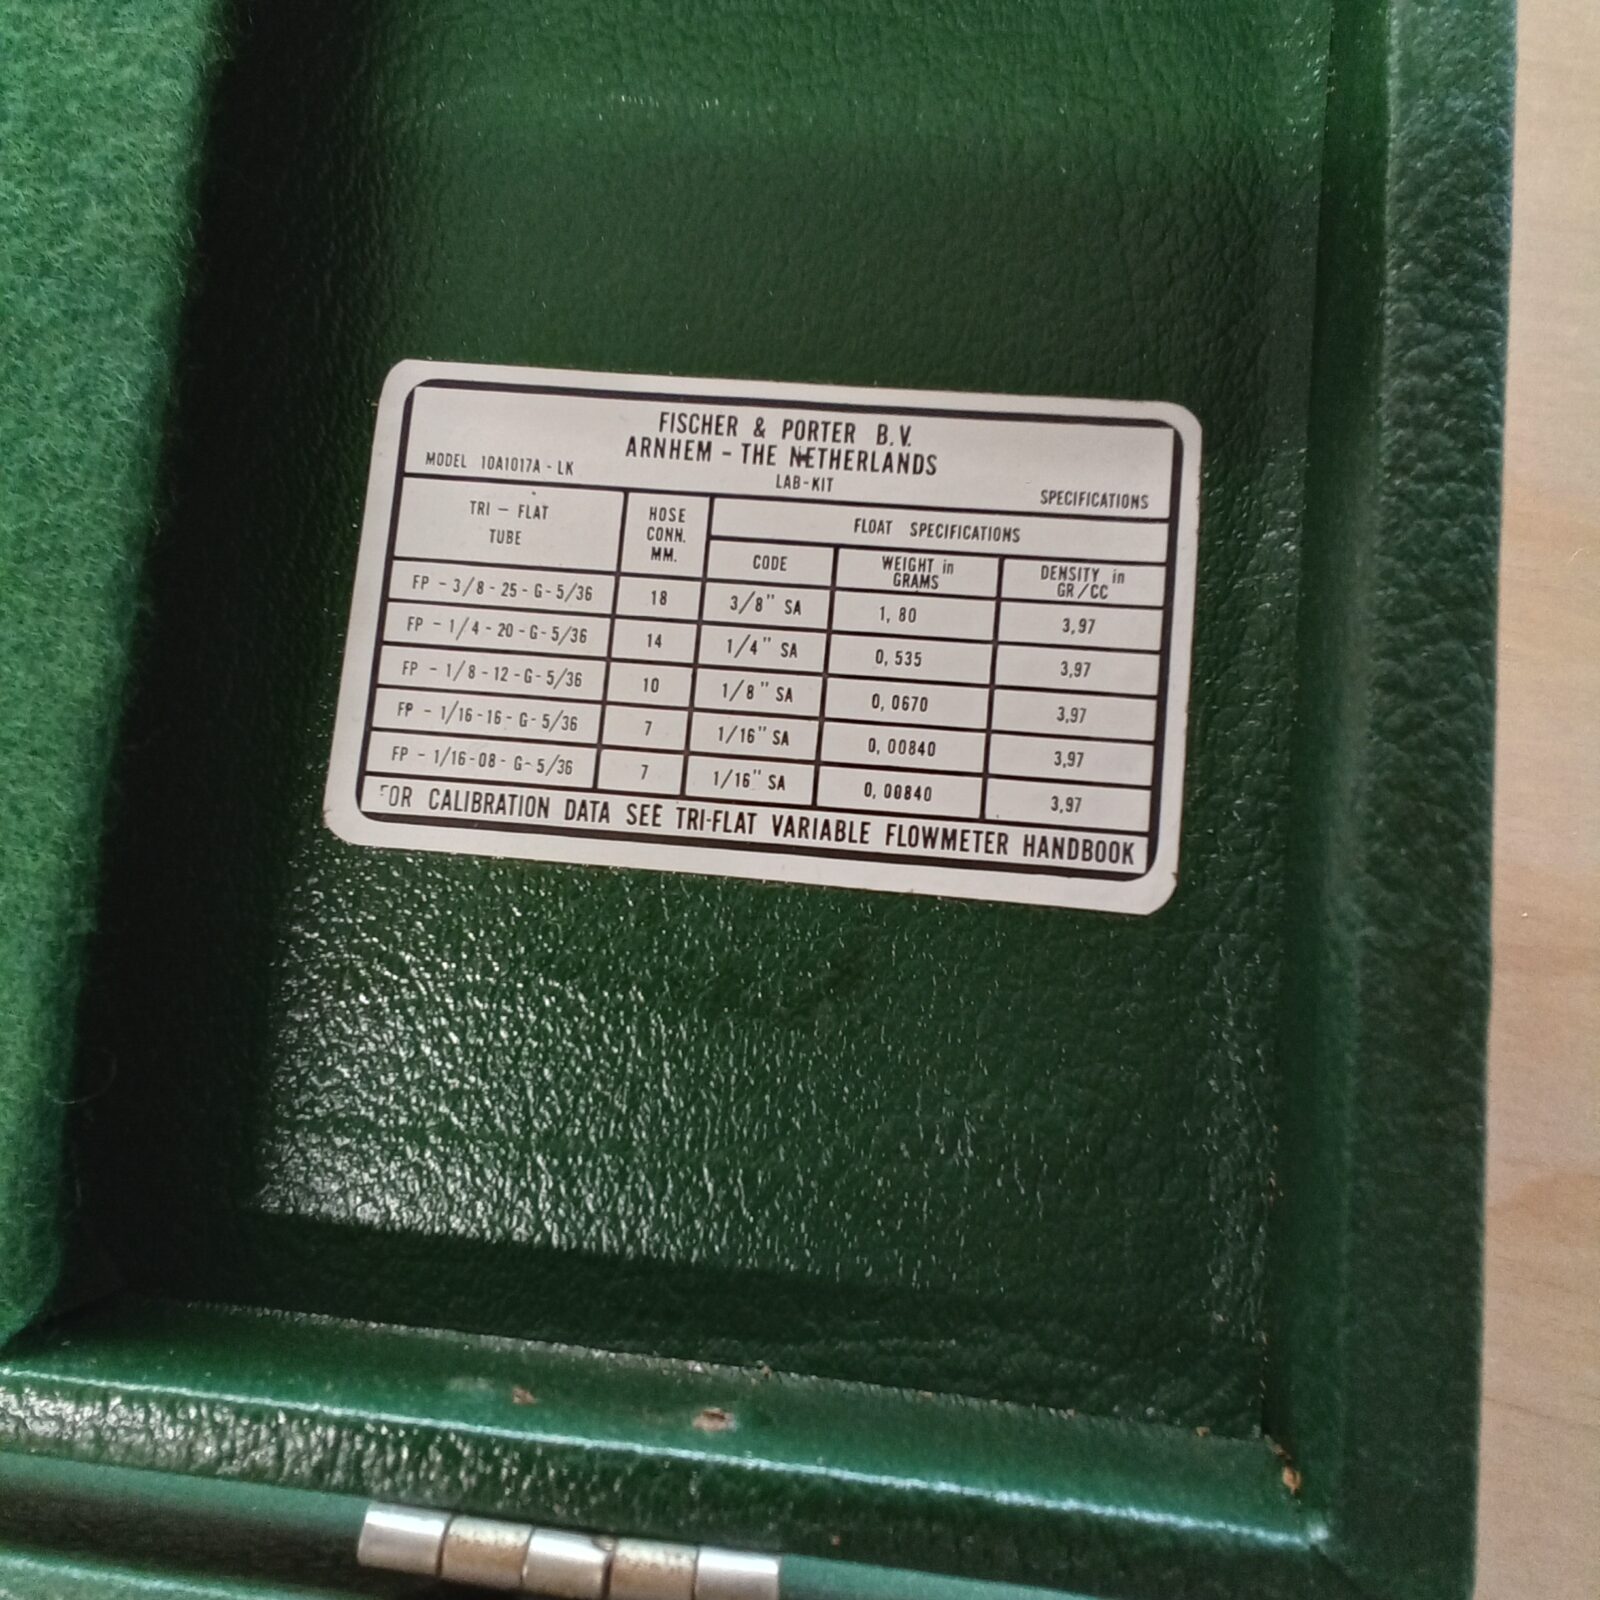 FISCHER & PORTER B.V.
ARNHEM - THE NETHERLANDS
MODEL 10A1017A - LK LAB-KIT SPECIFICATIONS
TRI - FLAT TUBE HOSE CONN. MM. FLOAT SPECIFICATIONS
CODE WEIGHT in GRAMS DENSITY in GR/CC
FP - 3/8 - 25 - G - 5/36 18 3/8" SA 1, 80 3,97
FP - 1/4 - 20 - G - 5/36 14 1/4" SA 0, 535 3,97
FP - 1/8 - 12 - G - 5/36 10 1/8" SA 0, 0670 3,97
FP - 1/16 - 16 - G - 5/36 7 1/16" SA 0, 00840 3,97
FP - 1/16 - 08 - G - 5/36 7 1/16" SA 0, 00840 3,97
FOR CALIBRATION DATA SEE TRI-FLAT VARIABLE FLOWMETER HANDBOOK